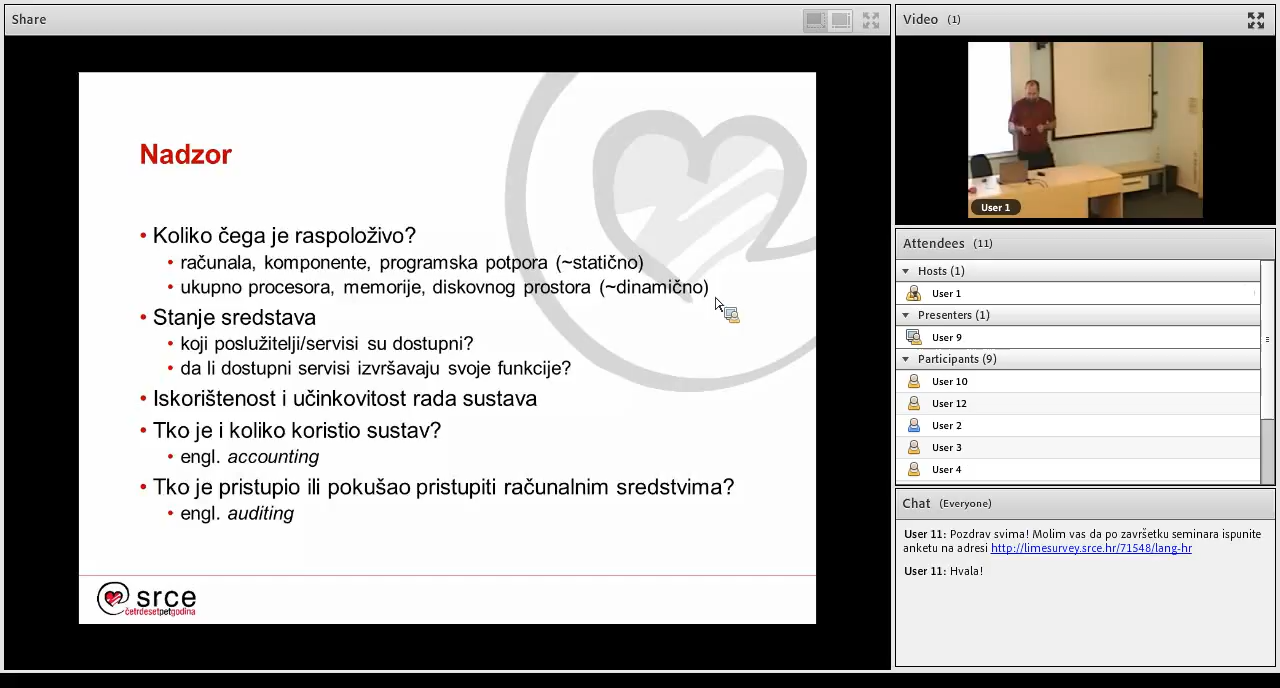 Share
Nadzor
• Koliko čega je raspoloživo?
• računala, komponente, programska potpora (~statično)
• ukupno procesora, memorije, diskovnog prostora (~dinamično)
• Stanje sredstava
• koji poslužitelji/servisi su dostupni?
• da li dostupni servisi izvršavaju svoje funkcije?
• Iskorištenost i učinkovitost rada sustava
• Tko je i koliko koristio sustav?
• engl. accounting
• Tko je pristupio ili pokušao pristupiti računalnim sredstvima?
• engl. auditing
srce
četrdesetpetgodina
Video (1)
User 1
Attendees (11)
Hosts (1)
User 1
Presenters (1)
User 9
Participants (9)
User 10
User 12
User 2
User 3
User 4
Chat (Everyone)
User 11: Pozdrav svima! Molim vas da po završetku seminara ispunite
anketu na adresi http://limesurvey.srce.hr/71548/lang-hr
User 11: Hvala!